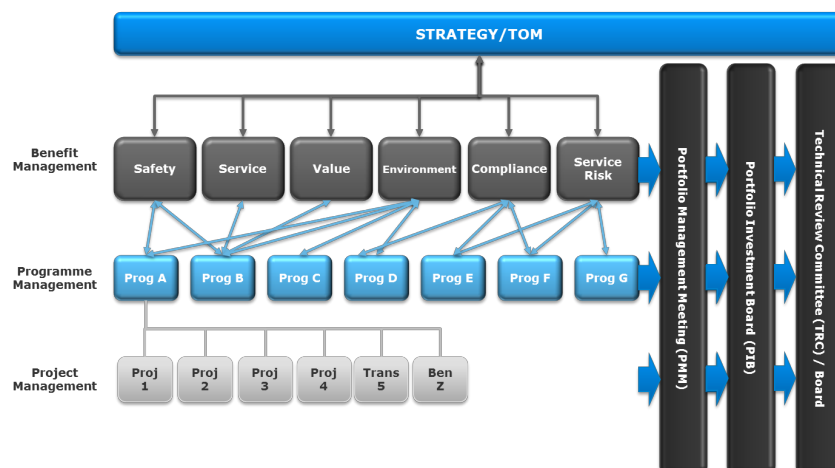 STRATEGY/TOM
Benefit
Management
Safety
Service
Value
Environment
Compliance
Service
Risk
Programme
Management
Prog A
Prog B
Prog C
Prog D
Prog E
Prog F
Prog G
Project
Management
Proj
1
Proj
2
Proj
3
Proj
4
Trans
5
Ben
Z
Portfolio Management Meeting (PMM)
Portfolio Investment Board (PIB)
Technical Review Committee (TRC) / Board